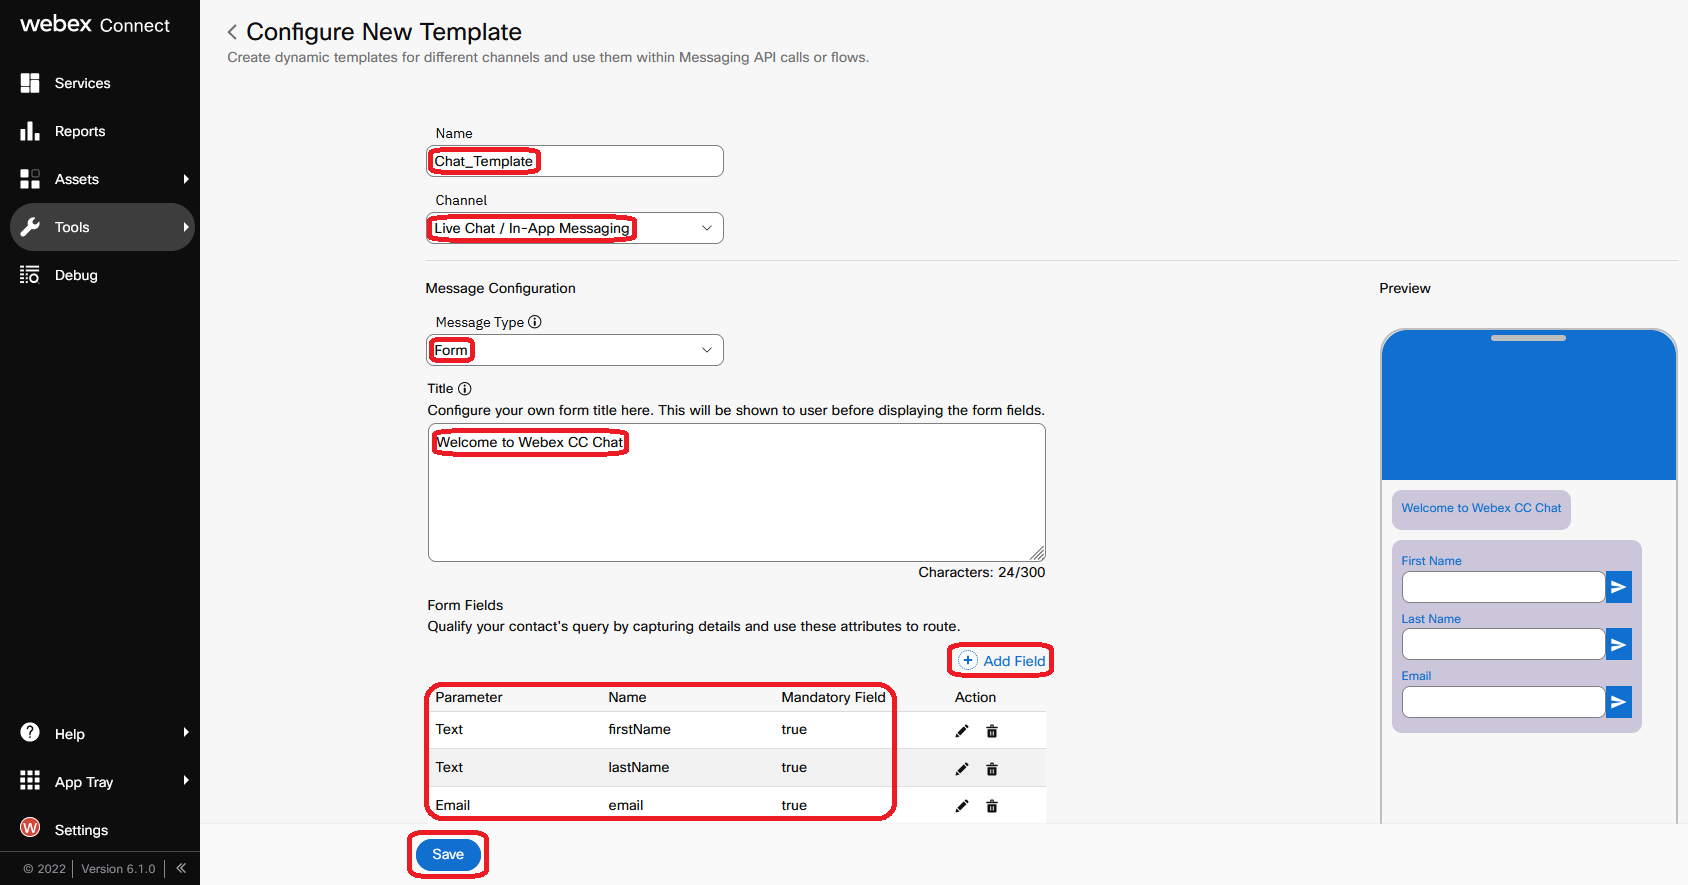 webex Connect
Services
Reports
Assets
Tools
Debug
Help
App Tray
W
Settings
© 2022 Version 6.1.0
Configure New Template
Create dynamic templates for different channels and use them within Messaging API calls or flows.
Name
Chat_Template
Channel
Live Chat / In-App Messaging
Message Configuration
Message Type
Form
Title
Configure your own form title here. This will be shown to user before displaying the form fields.
Welcome to Webex CC Chat
Characters: 24/300
Form Fields
Qualify your contact's query by capturing details and use these attributes to route.
Add Field
Parameter Name Mandatory Field Action
Text firstName true
Text lastName true
Email email true
Save
Preview
Welcome to Webex CC Chat
First Name
Last Name
Email